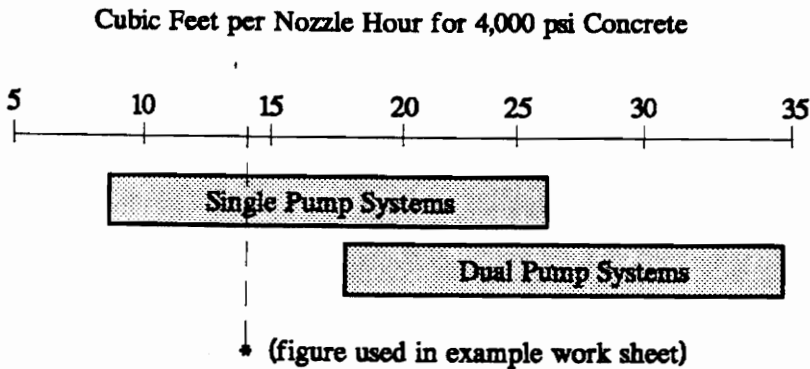 Cubic Feet per Nozzle Hour for 4,000 psi Concrete
5 10 15 20 25 30 35
Single Pump Systems
Dual Pump Systems
* (figure used in example work sheet)